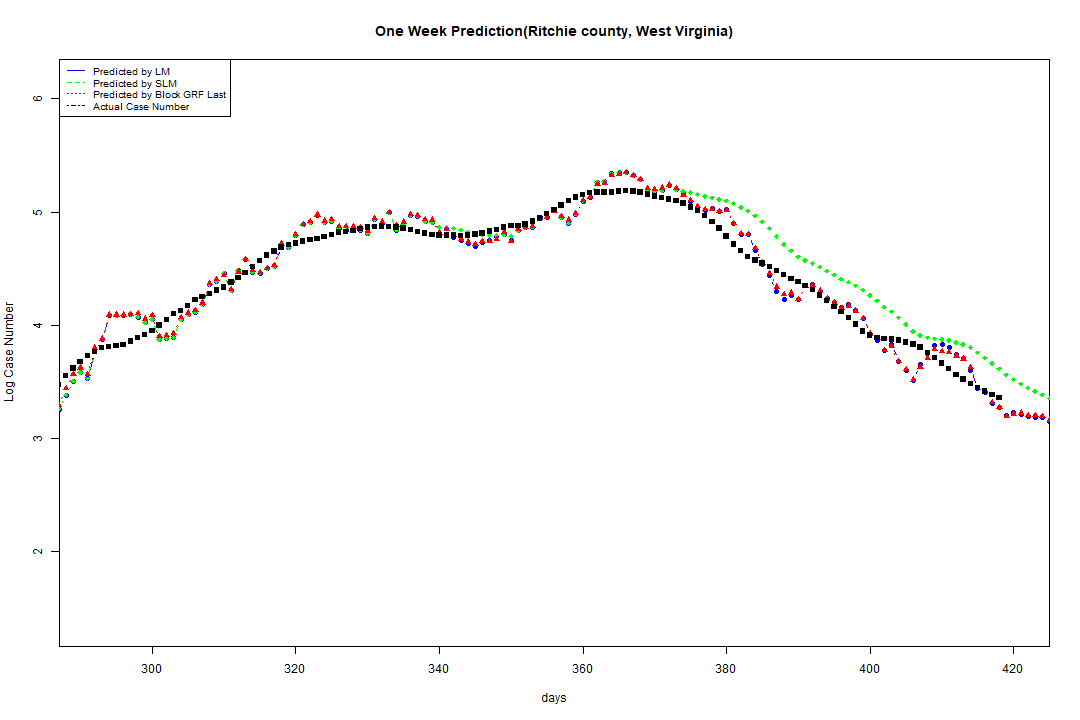 One Week Prediction(Ritchie county, West Virginia)
Predicted by LM
Predicted by SLM
Predicted by Block GRF Last
Actual Case Number
6
5
4
3
2
Log Case Number
300 320 340 360 380 400 420
days